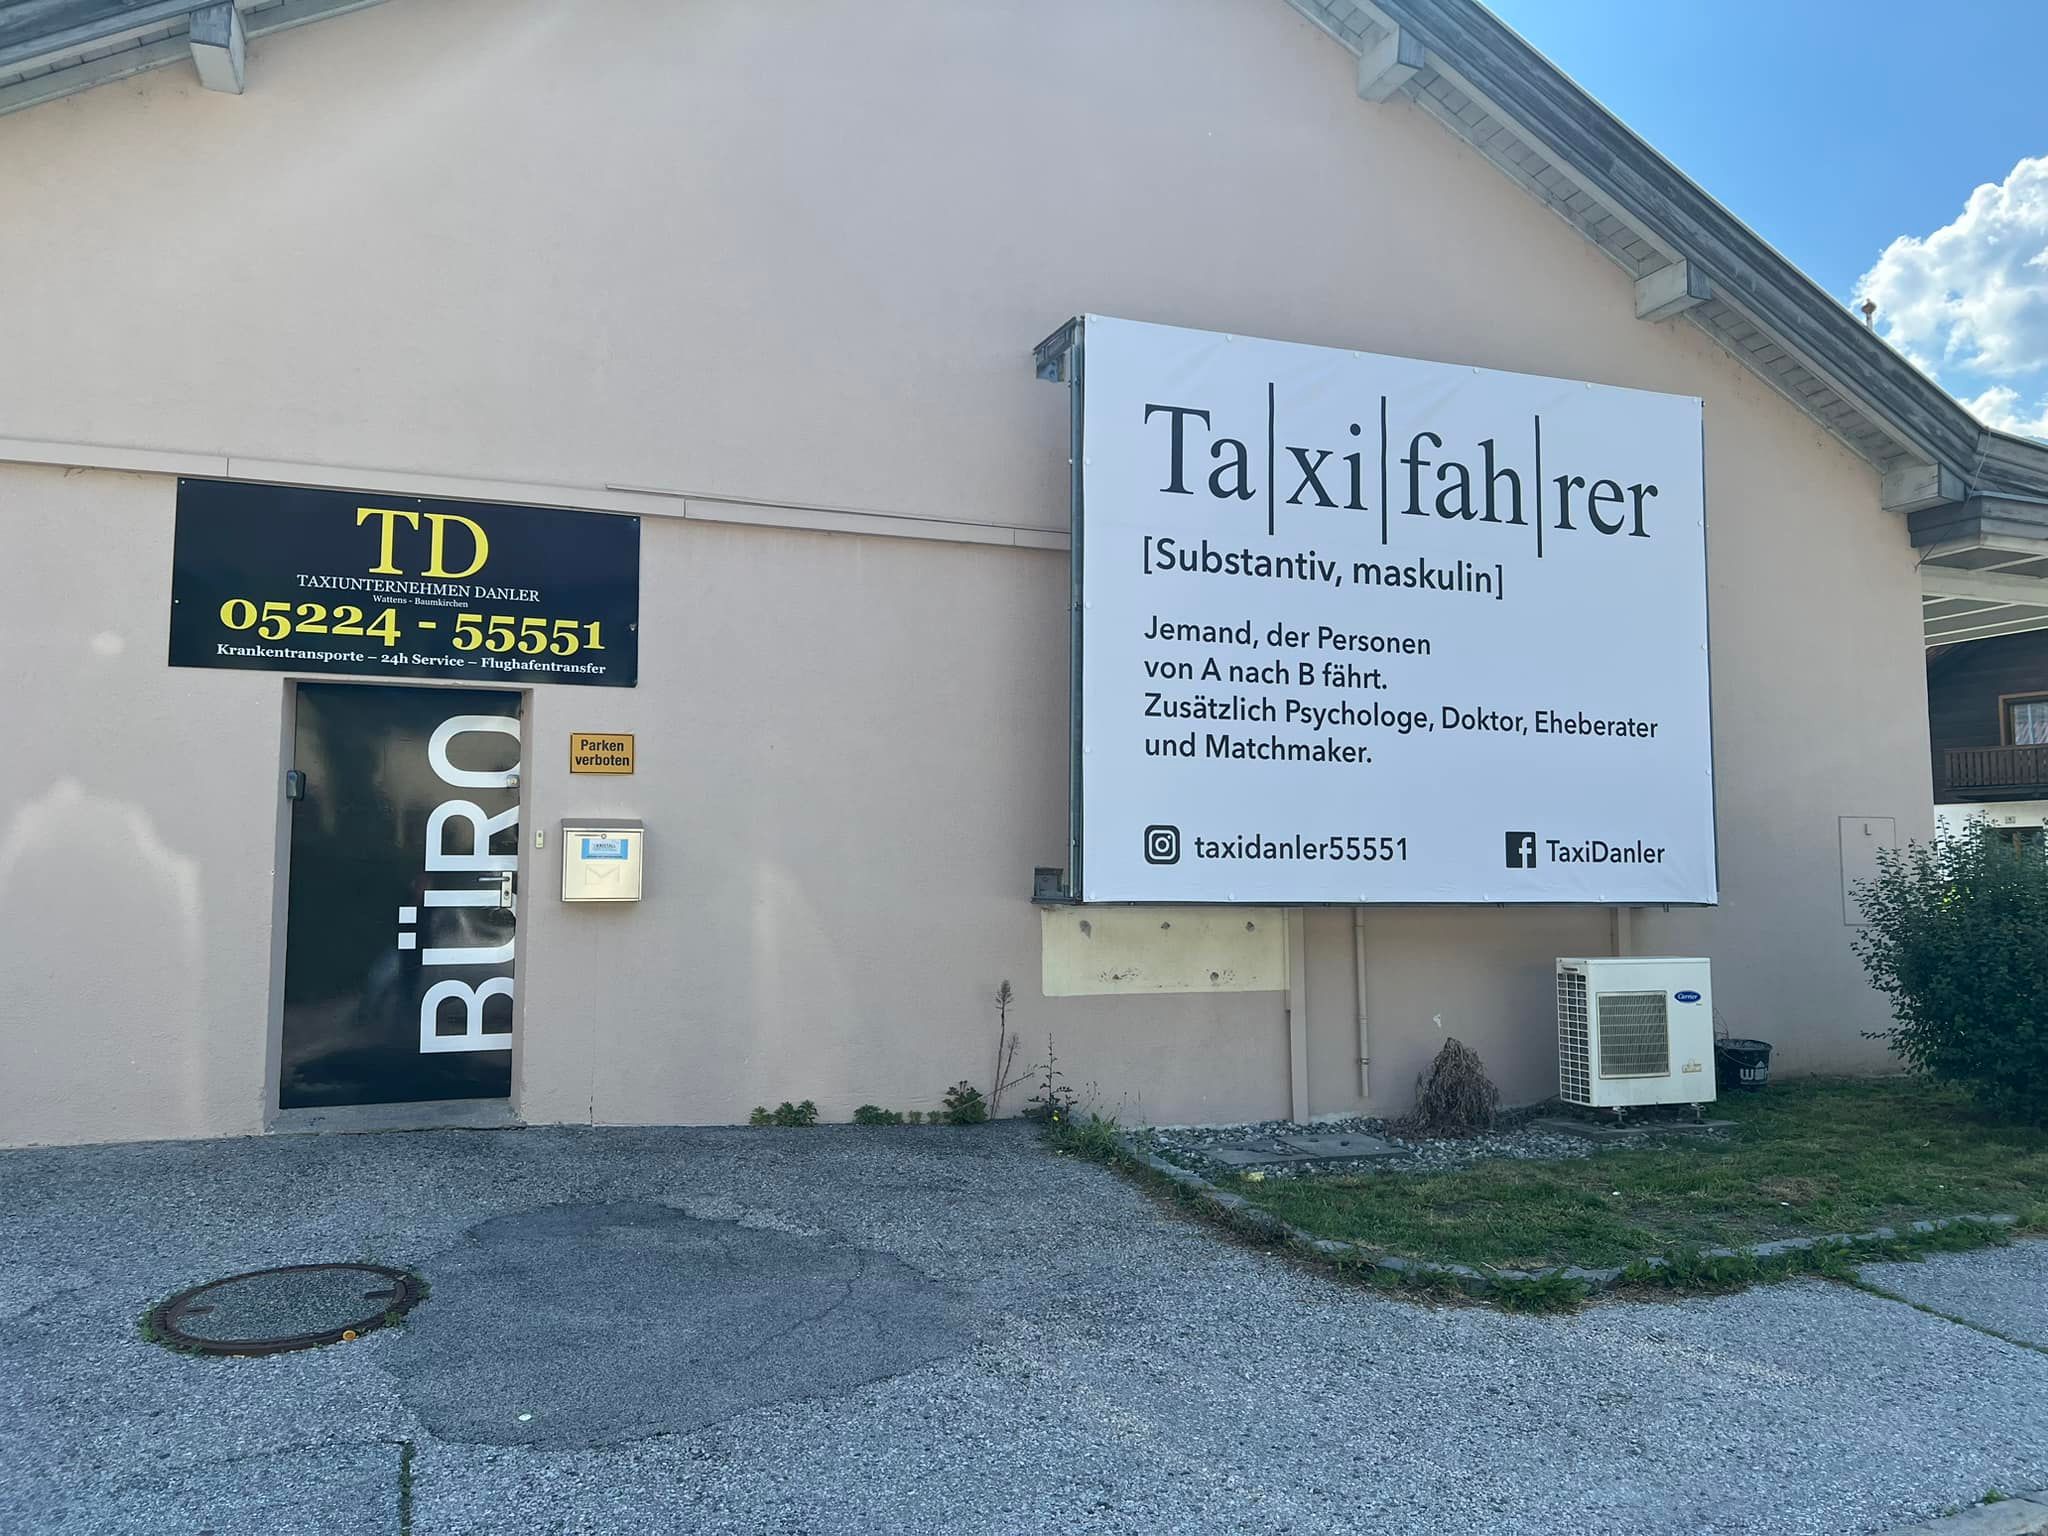 TD
TAXIUNTERNEHMEN DANLER
Wattens - Baumkirchen
05224 - 55551
Krankentransporte – 24h Service – Flughafentransfer
BÜRO
Parken
verboten
Ta|xi|fah|rer
[Substantiv, maskulin]
Jemand, der Personen
von A nach B fährt.
Zusätzlich Psychologe, Doktor, Eheberater
und Matchmaker.
taxidanler55551
TaxiDanler
Carrier